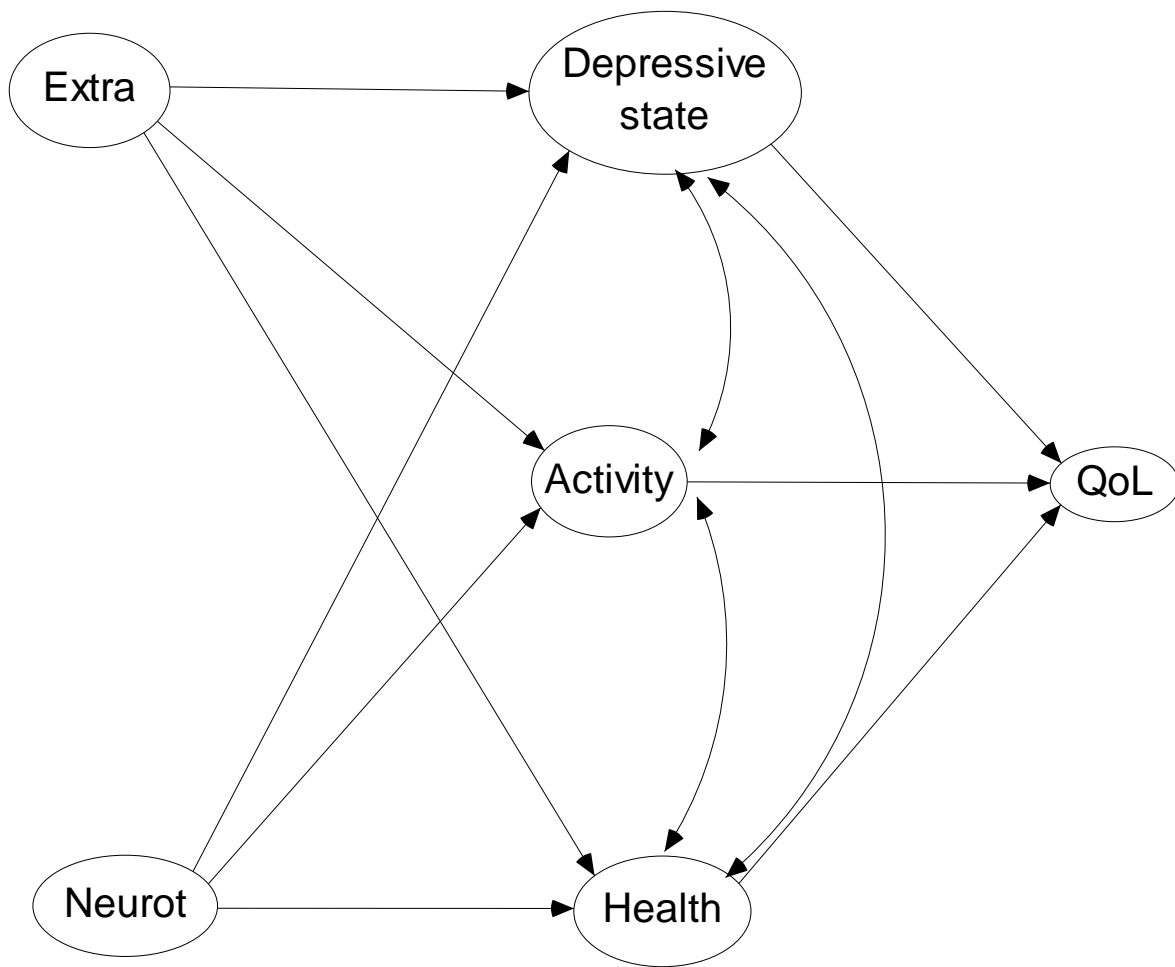 Extra
Depressive
state
Activity
QoL
Neurot
Health